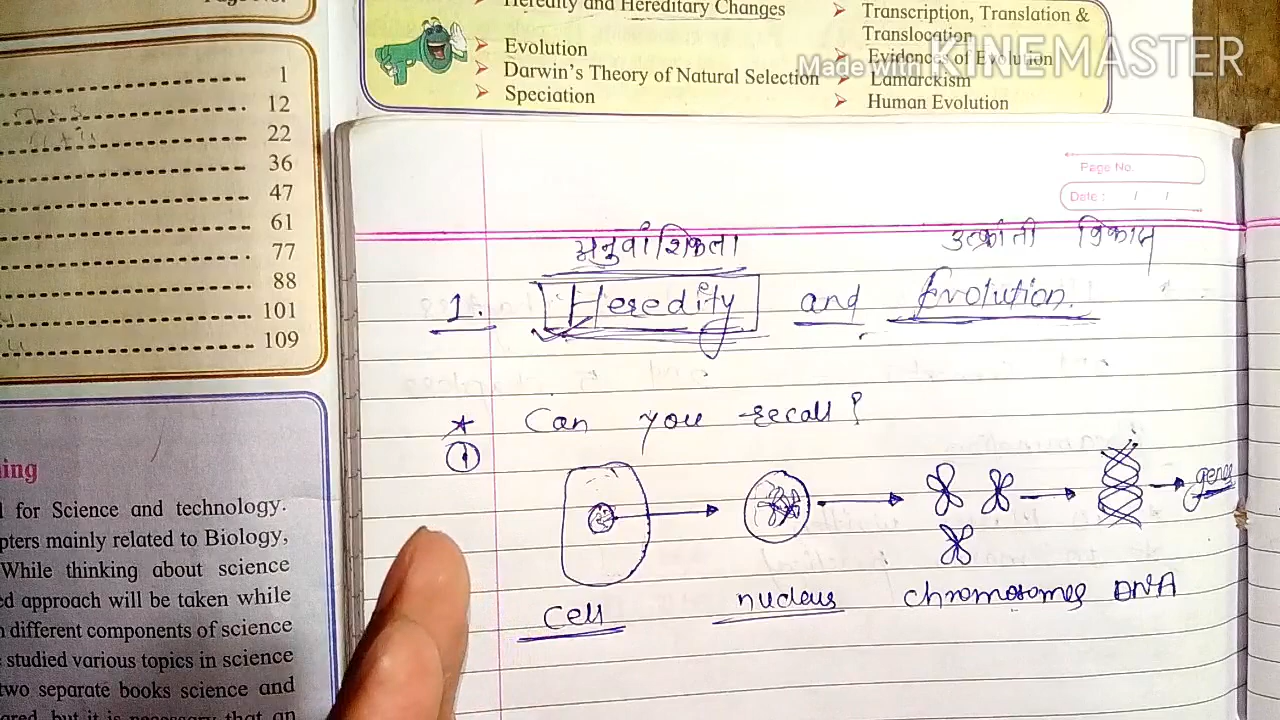 Heredity and Hereditary Changes
Evolution
Darwin's Theory of Natural Selection
Speciation
Transcription, Translation &
Translocation
Evidences of Evolution
Lamarckism
Human Evolution
Made with KINEMASTER
1
12
22
36
47
61
77
88
101
109
ing
for Science and technology.
pters mainly related to Biology,
While thinking about science
ed approach will be taken while
different components of science
studied various topics in science
two separate books science and
Page No.
Date : / /
अनुवांशिकता उत्क्रांती विकास
1. Heredity and Evolution.
* Can you recall?
1
genes
cell nucleus chromosomes DNA